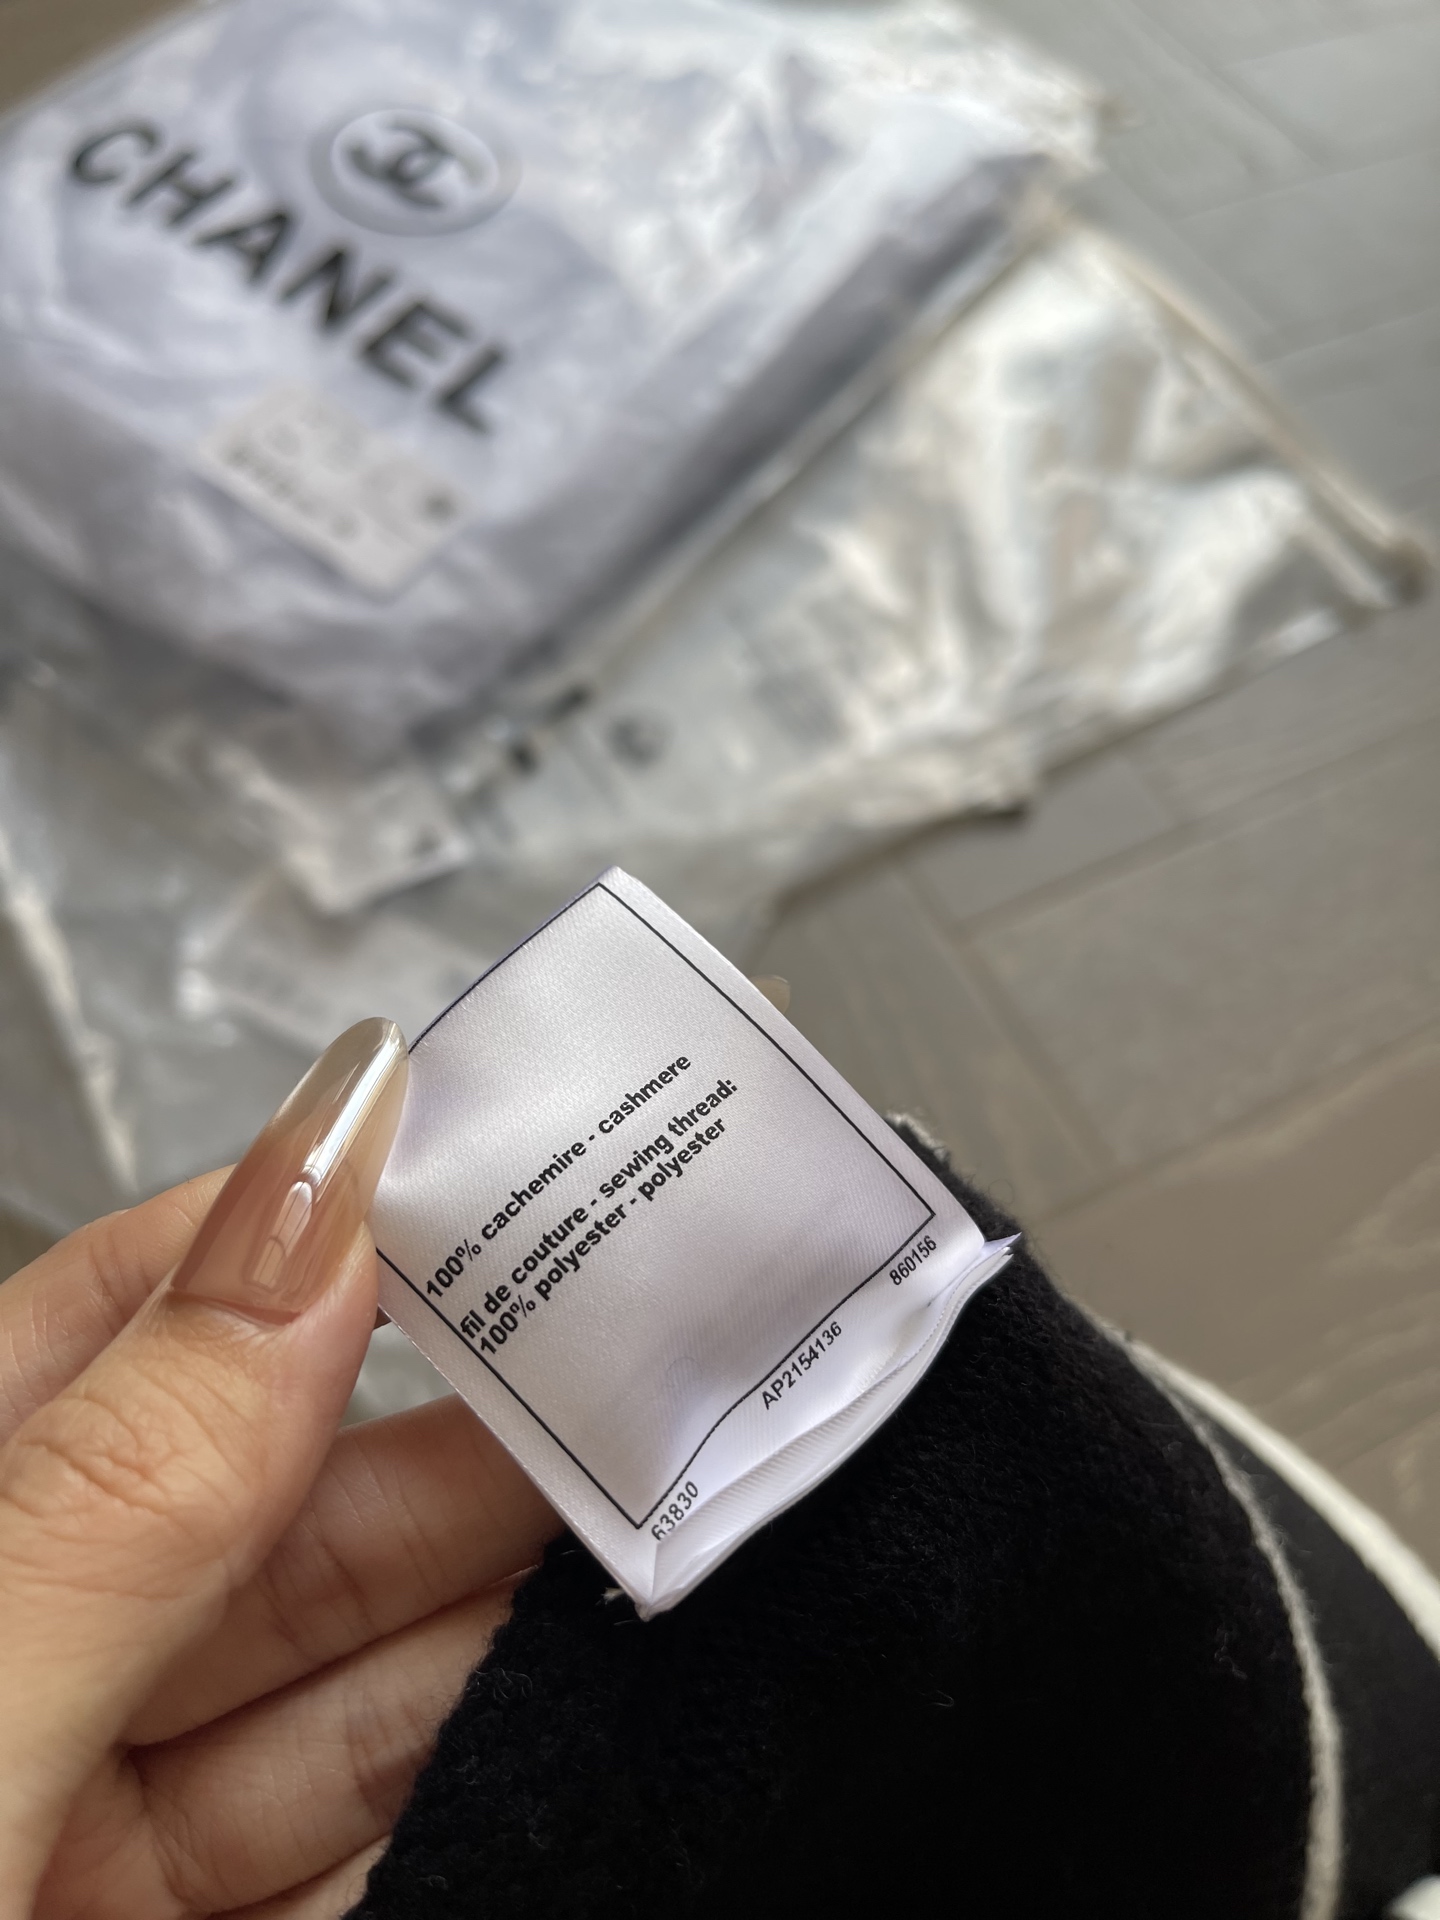 CHANEL
100% cachemire - cashmere
fil de couture - sewing thread:
100% polyester - polyester
63830 AP2154136 860156